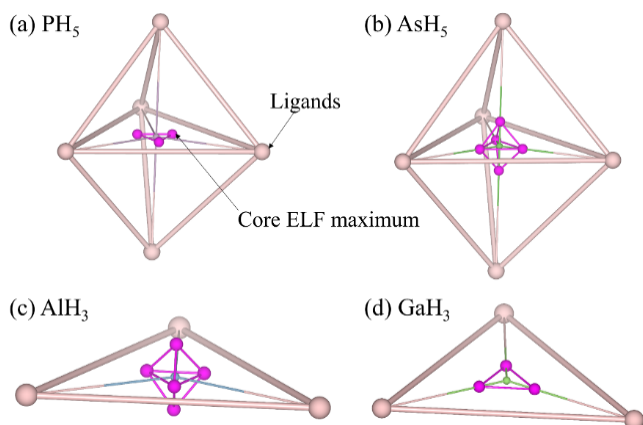 (a) PH₅
(b) AsH₅
Ligands
Core ELF maximum
(c) AlH₃
(d) GaH₃